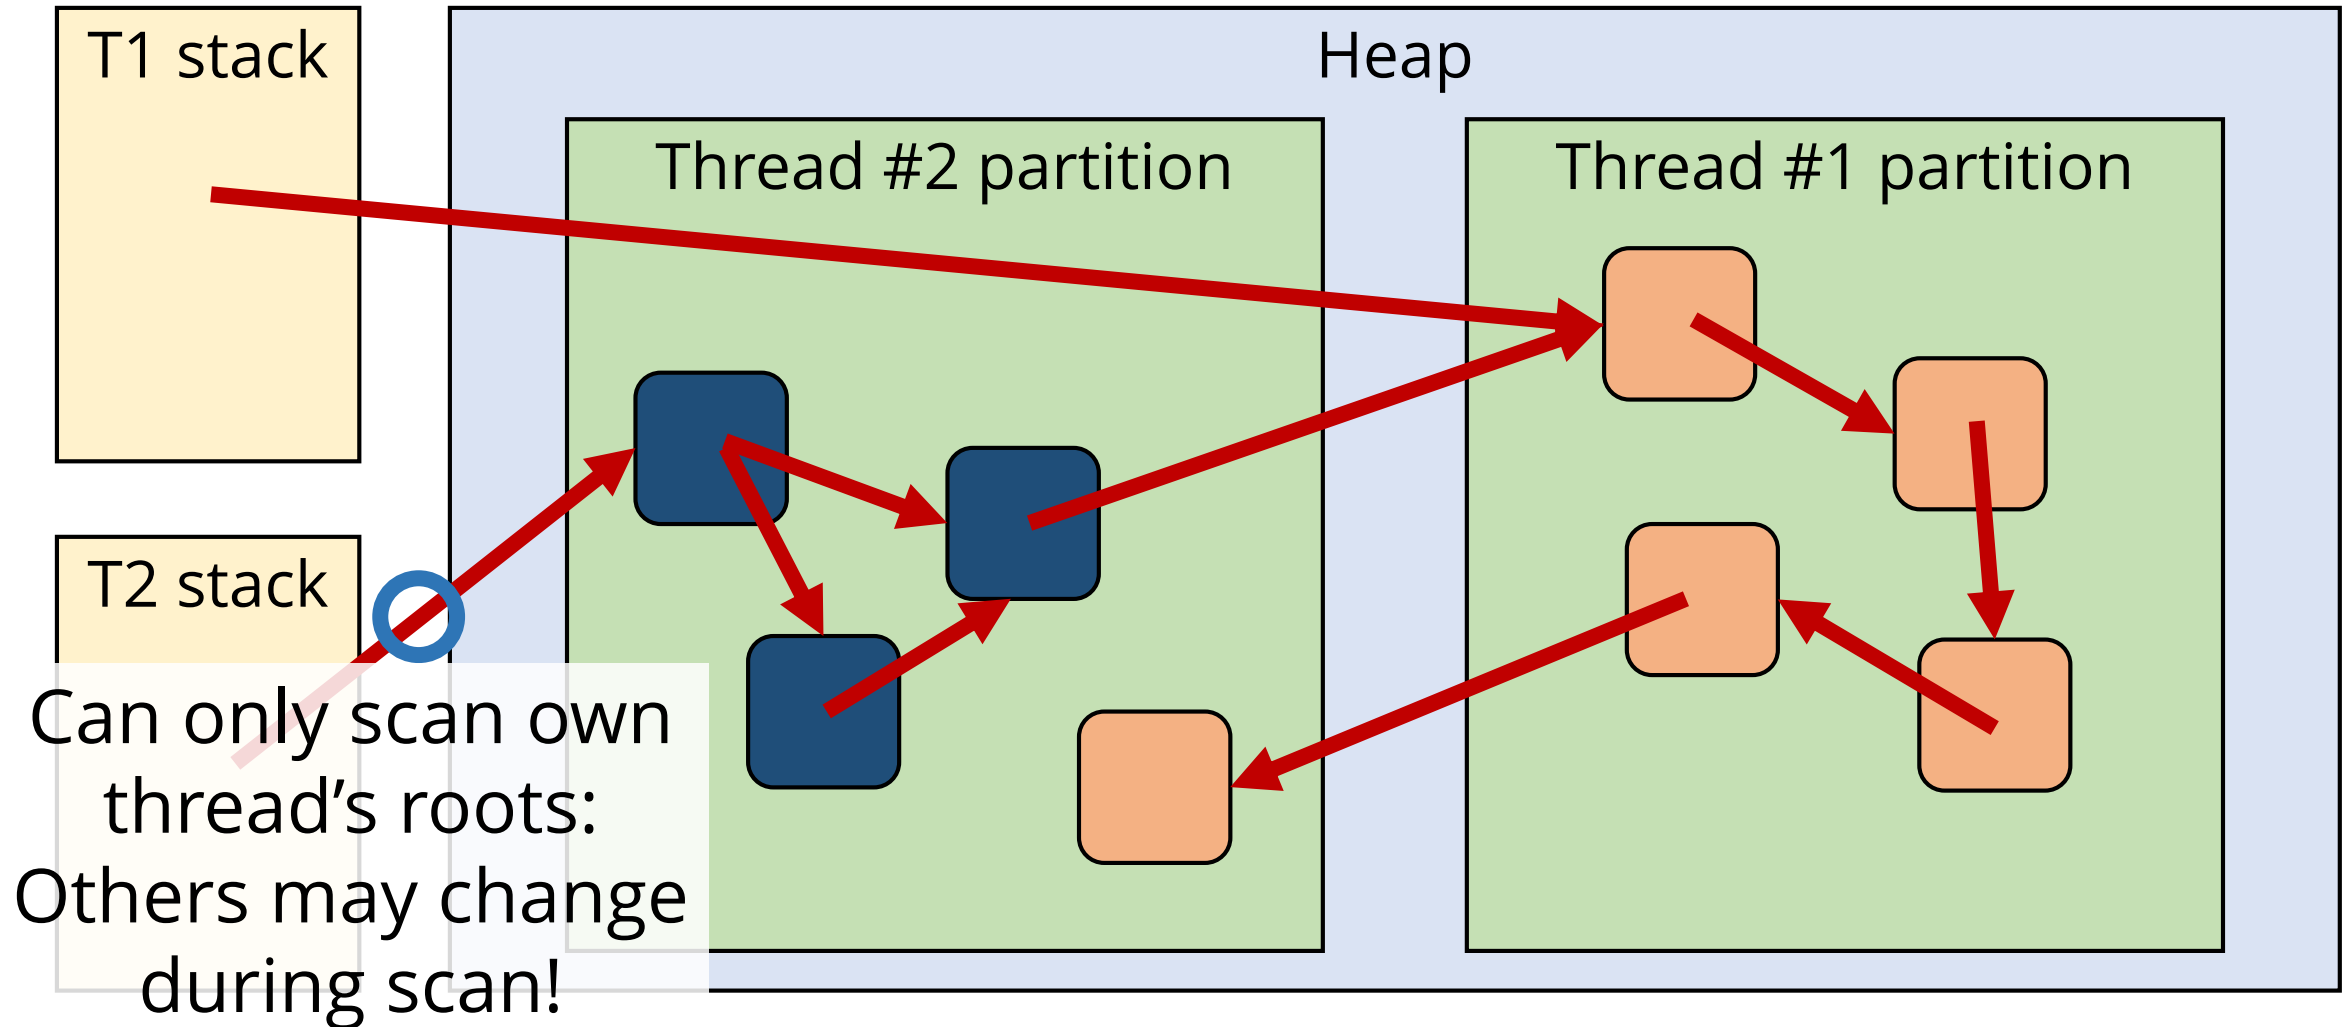 T1 stack
Heap
Thread #2 partition
Thread #1 partition
T2 stack
Can only scan own
thread’s roots:
Others may change
during scan!